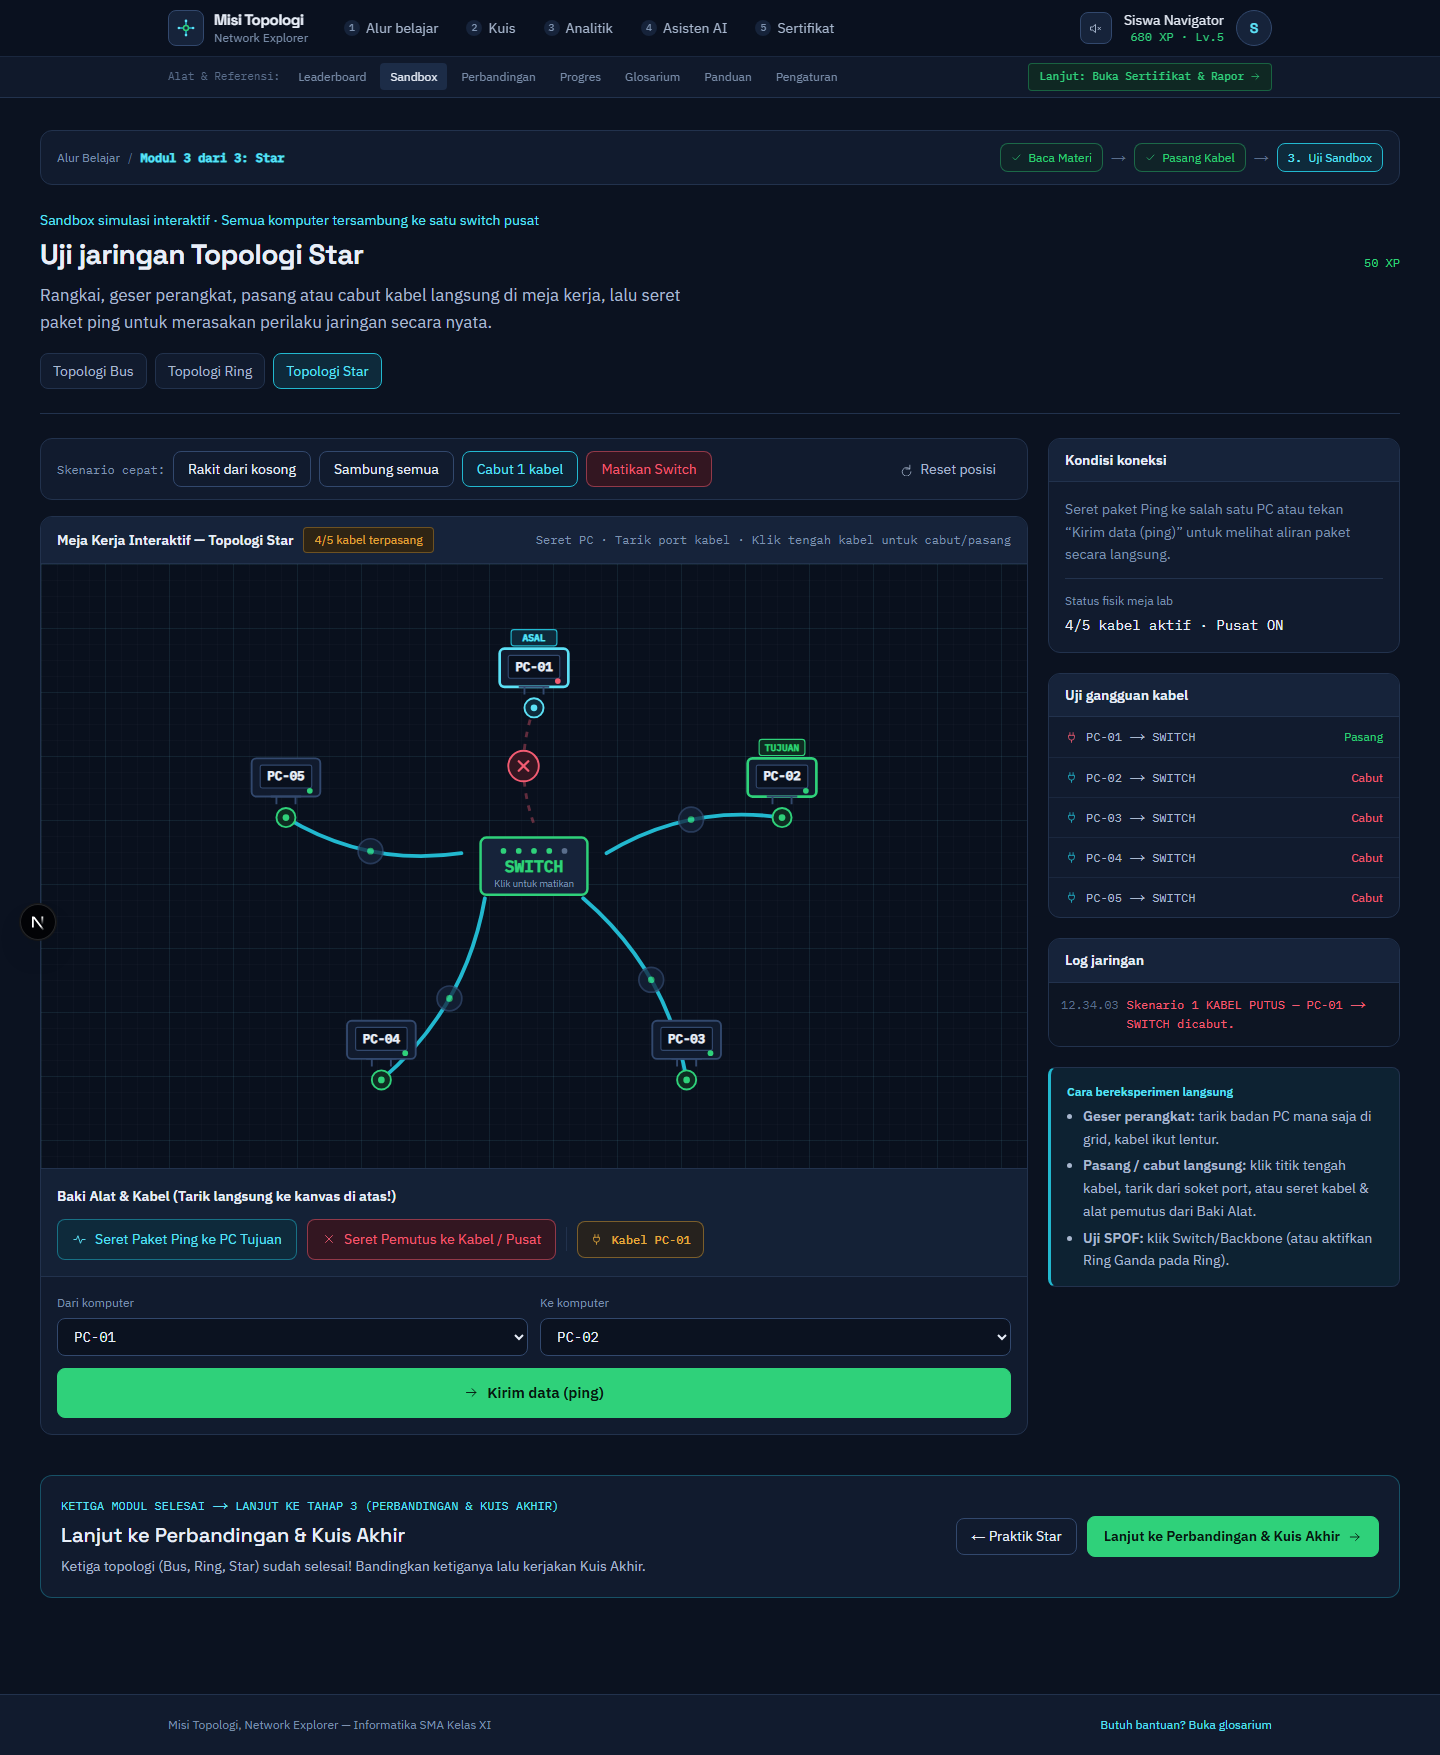 Misi Topologi
Network Explorer
1 Alur belajar
2 Kuis
3 Analitik
4 Asisten AI
5 Sertifikat
Siswa Navigator
680 XP · Lv.5
S
Alat & Referensi:
Leaderboard
Sandbox
Perbandingan
Progres
Glosarium
Panduan
Pengaturan
Lanjut: Buka Sertifikat & Rapor →
Alur Belajar / Modul 3 dari 3: Star
✓ Baca Materi → ✓ Pasang Kabel → 3. Uji Sandbox
Sandbox simulasi interaktif · Semua komputer tersambung ke satu switch pusat
Uji jaringan Topologi Star
50 XP
Rangkai, geser perangkat, pasang atau cabut kabel langsung di meja kerja, lalu seret
paket ping untuk merasakan perilaku jaringan secara nyata.
Topologi Bus
Topologi Ring
Topologi Star
Skenario cepat:
Rakit dari kosong
Sambung semua
Cabut 1 kabel
Matikan Switch
Reset posisi
Meja Kerja Interaktif — Topologi Star
4/5 kabel terpasang
Seret PC · Tarik port kabel · Klik tengah kabel untuk cabut/pasang
ASAL
PC-01
TUJUAN
PC-02
PC-05
SWITCH
Klik untuk matikan
PC-04
PC-03
N
Baki Alat & Kabel (Tarik langsung ke kanvas di atas!)
Seret Paket Ping ke PC Tujuan
Seret Pemutus ke Kabel / Pusat
Kabel PC-01
Dari komputer
PC-01
Ke komputer
PC-02
→ Kirim data (ping)
Kondisi koneksi
Seret paket Ping ke salah satu PC atau tekan
“Kirim data (ping)” untuk melihat aliran paket
secara langsung.
Status fisik meja lab
4/5 kabel aktif · Pusat ON
Uji gangguan kabel
PC-01 ⟶ SWITCH Pasang
PC-02 ⟶ SWITCH Cabut
PC-03 ⟶ SWITCH Cabut
PC-04 ⟶ SWITCH Cabut
PC-05 ⟶ SWITCH Cabut
Log jaringan
12.34.03 Skenario 1 KABEL PUTUS — PC-01 ⟶
SWITCH dicabut.
Cara bereksperimen langsung
• Geser perangkat: tarik badan PC mana saja di
grid, kabel ikut lentur.
• Pasang / cabut langsung: klik titik tengah
kabel, tarik dari soket port, atau seret kabel &
alat pemutus dari Baki Alat.
• Uji SPOF: klik Switch/Backbone (atau aktifkan
Ring Ganda pada Ring).
KETIGA MODUL SELESAI ⟶ LANJUT KE TAHAP 3 (PERBANDINGAN & KUIS AKHIR)
Lanjut ke Perbandingan & Kuis Akhir
Ketiga topologi (Bus, Ring, Star) sudah selesai! Bandingkan ketiganya lalu kerjakan Kuis Akhir.
← Praktik Star
Lanjut ke Perbandingan & Kuis Akhir →
Misi Topologi, Network Explorer — Informatika SMA Kelas XI
Butuh bantuan? Buka glosarium